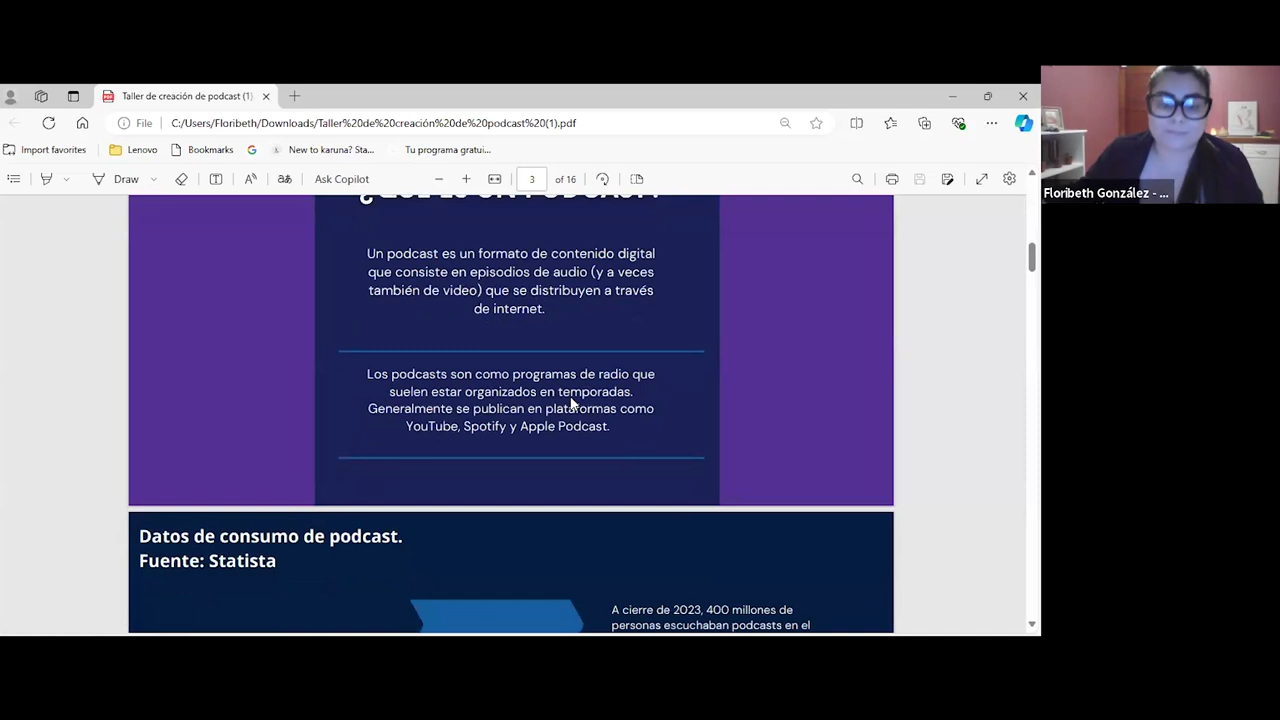 Taller de creación de podcast (1)
File
C:/Users/Floribeth/Downloads/Taller%20de%20creación%20de%20podcast%20(1).pdf
Import favorites
Lenovo
Bookmarks
New to karuna? Sta...
Tu programa gratui...
Draw
Ask Copilot
3 of 16
¿QUÉ ES UN PODCAST?
Un podcast es un formato de contenido digital
que consiste en episodios de audio (y a veces
también de video) que se distribuyen a través
de internet.
Los podcasts son como programas de radio que
suelen estar organizados en temporadas.
Generalmente se publican en plataformas como
YouTube, Spotify y Apple Podcast.
Datos de consumo de podcast.
Fuente: Statista
A cierre de 2023, 400 millones de
personas escuchaban podcasts en el
Floribeth González - ...